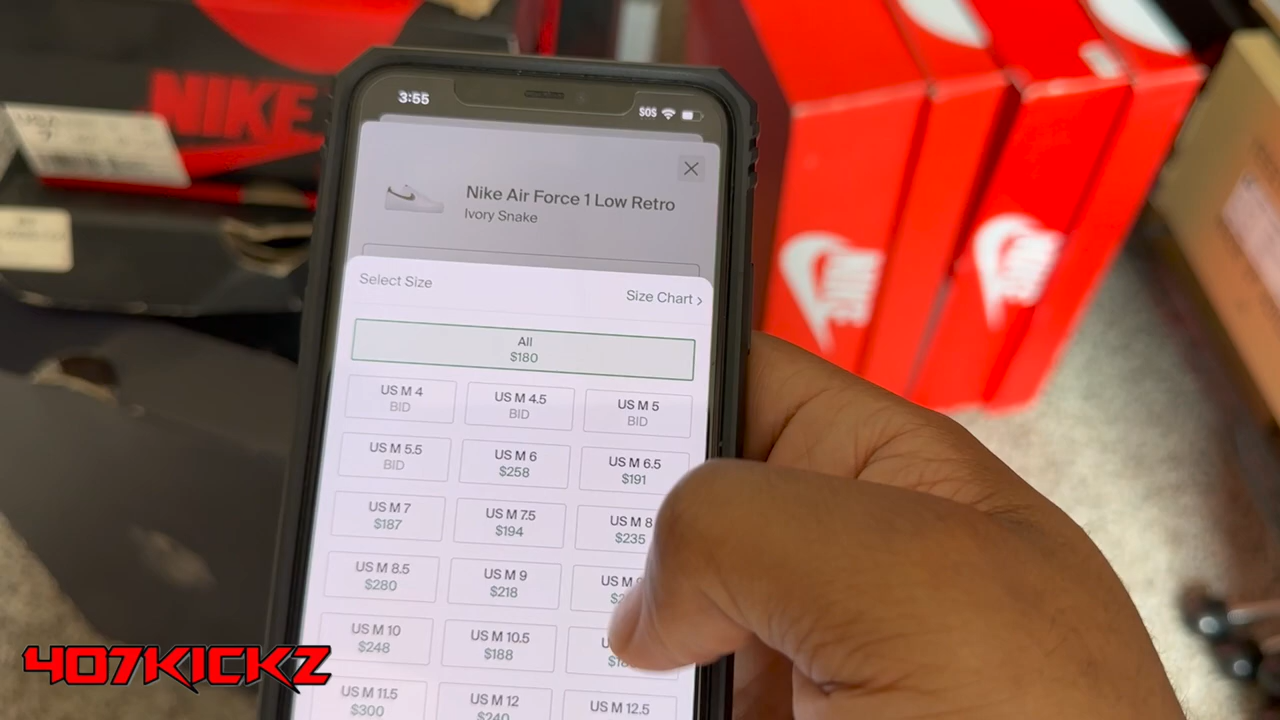 NIKE
3:55
SOS
Nike Air Force 1 Low Retro
Ivory Snake
Select Size
Size Chart >
All
$180
US M 4
BID
US M 4.5
BID
US M 5
BID
US M 5.5
BID
US M 6
$258
US M 6.5
$191
US M 7
$187
US M 7.5
$194
US M 8
$235
US M 8.5
$280
US M 9
$218
US M
US M 10
$248
US M 10.5
$188
US M 11.5
$300
US M 12
$240
US M 12.5
NIKE
NIKE
407KICKZ